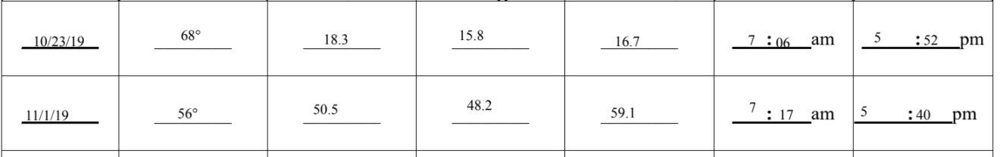 10/23/19 68° 18.3 15.8 16.7 7 : 06 am 5 : 52 pm
11/1/19 56° 50.5 48.2 59.1 7 : 17 am 5 : 40 pm